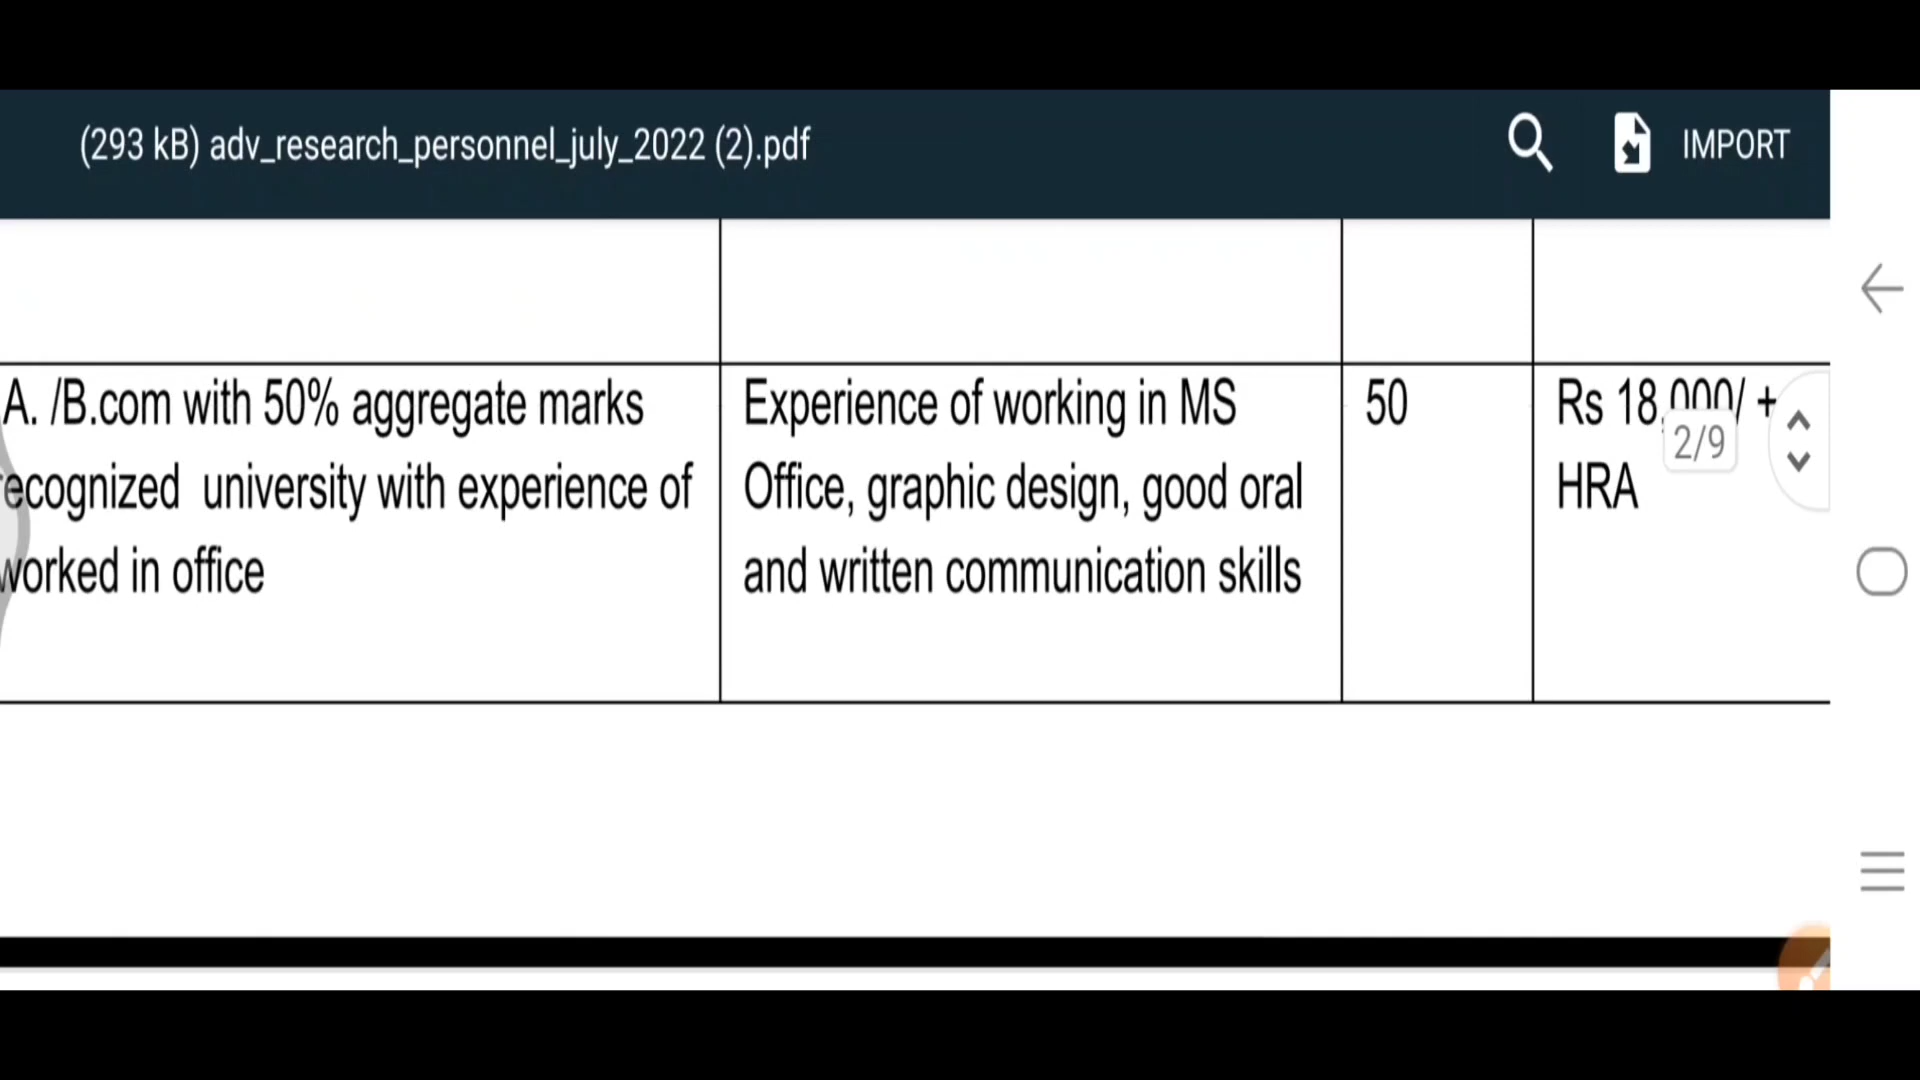 (293 kB) adv_research_personnel_july_2022 (2).pdf
IMPORT
A. /B.com with 50% aggregate marks
ecognized university with experience of
worked in office
Experience of working in MS
Office, graphic design, good oral
and written communication skills
50
Rs 18,000/ +
HRA
2/9